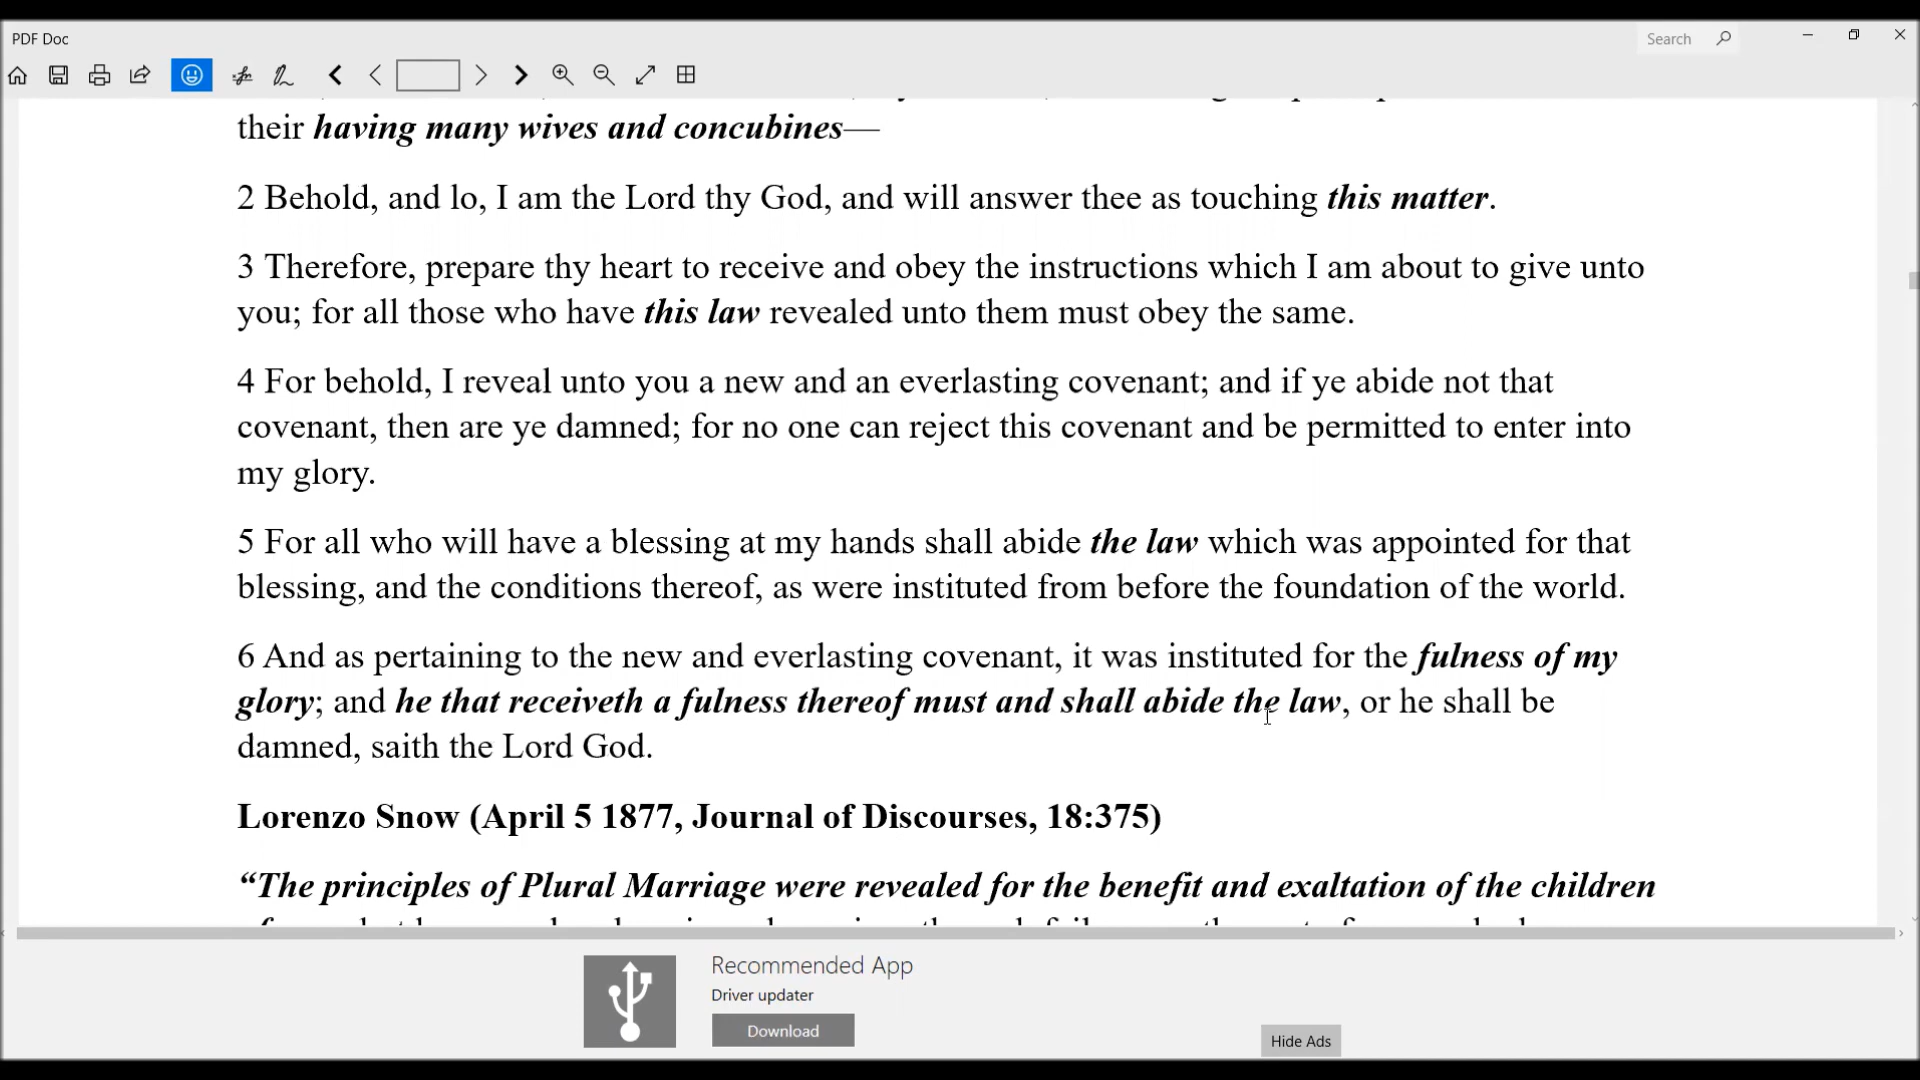 PDF Doc
Search
their having many wives and concubines—
2 Behold, and lo, I am the Lord thy God, and will answer thee as touching this matter.
3 Therefore, prepare thy heart to receive and obey the instructions which I am about to give unto
you; for all those who have this law revealed unto them must obey the same.
4 For behold, I reveal unto you a new and an everlasting covenant; and if ye abide not that
covenant, then are ye damned; for no one can reject this covenant and be permitted to enter into
my glory.
5 For all who will have a blessing at my hands shall abide the law which was appointed for that
blessing, and the conditions thereof, as were instituted from before the foundation of the world.
6 And as pertaining to the new and everlasting covenant, it was instituted for the fulness of my
glory; and he that receiveth a fulness thereof must and shall abide the law, or he shall be
damned, saith the Lord God.
Lorenzo Snow (April 5 1877, Journal of Discourses, 18:375)
“The principles of Plural Marriage were revealed for the benefit and exaltation of the children
Recommended App
Driver updater
Download
Hide Ads